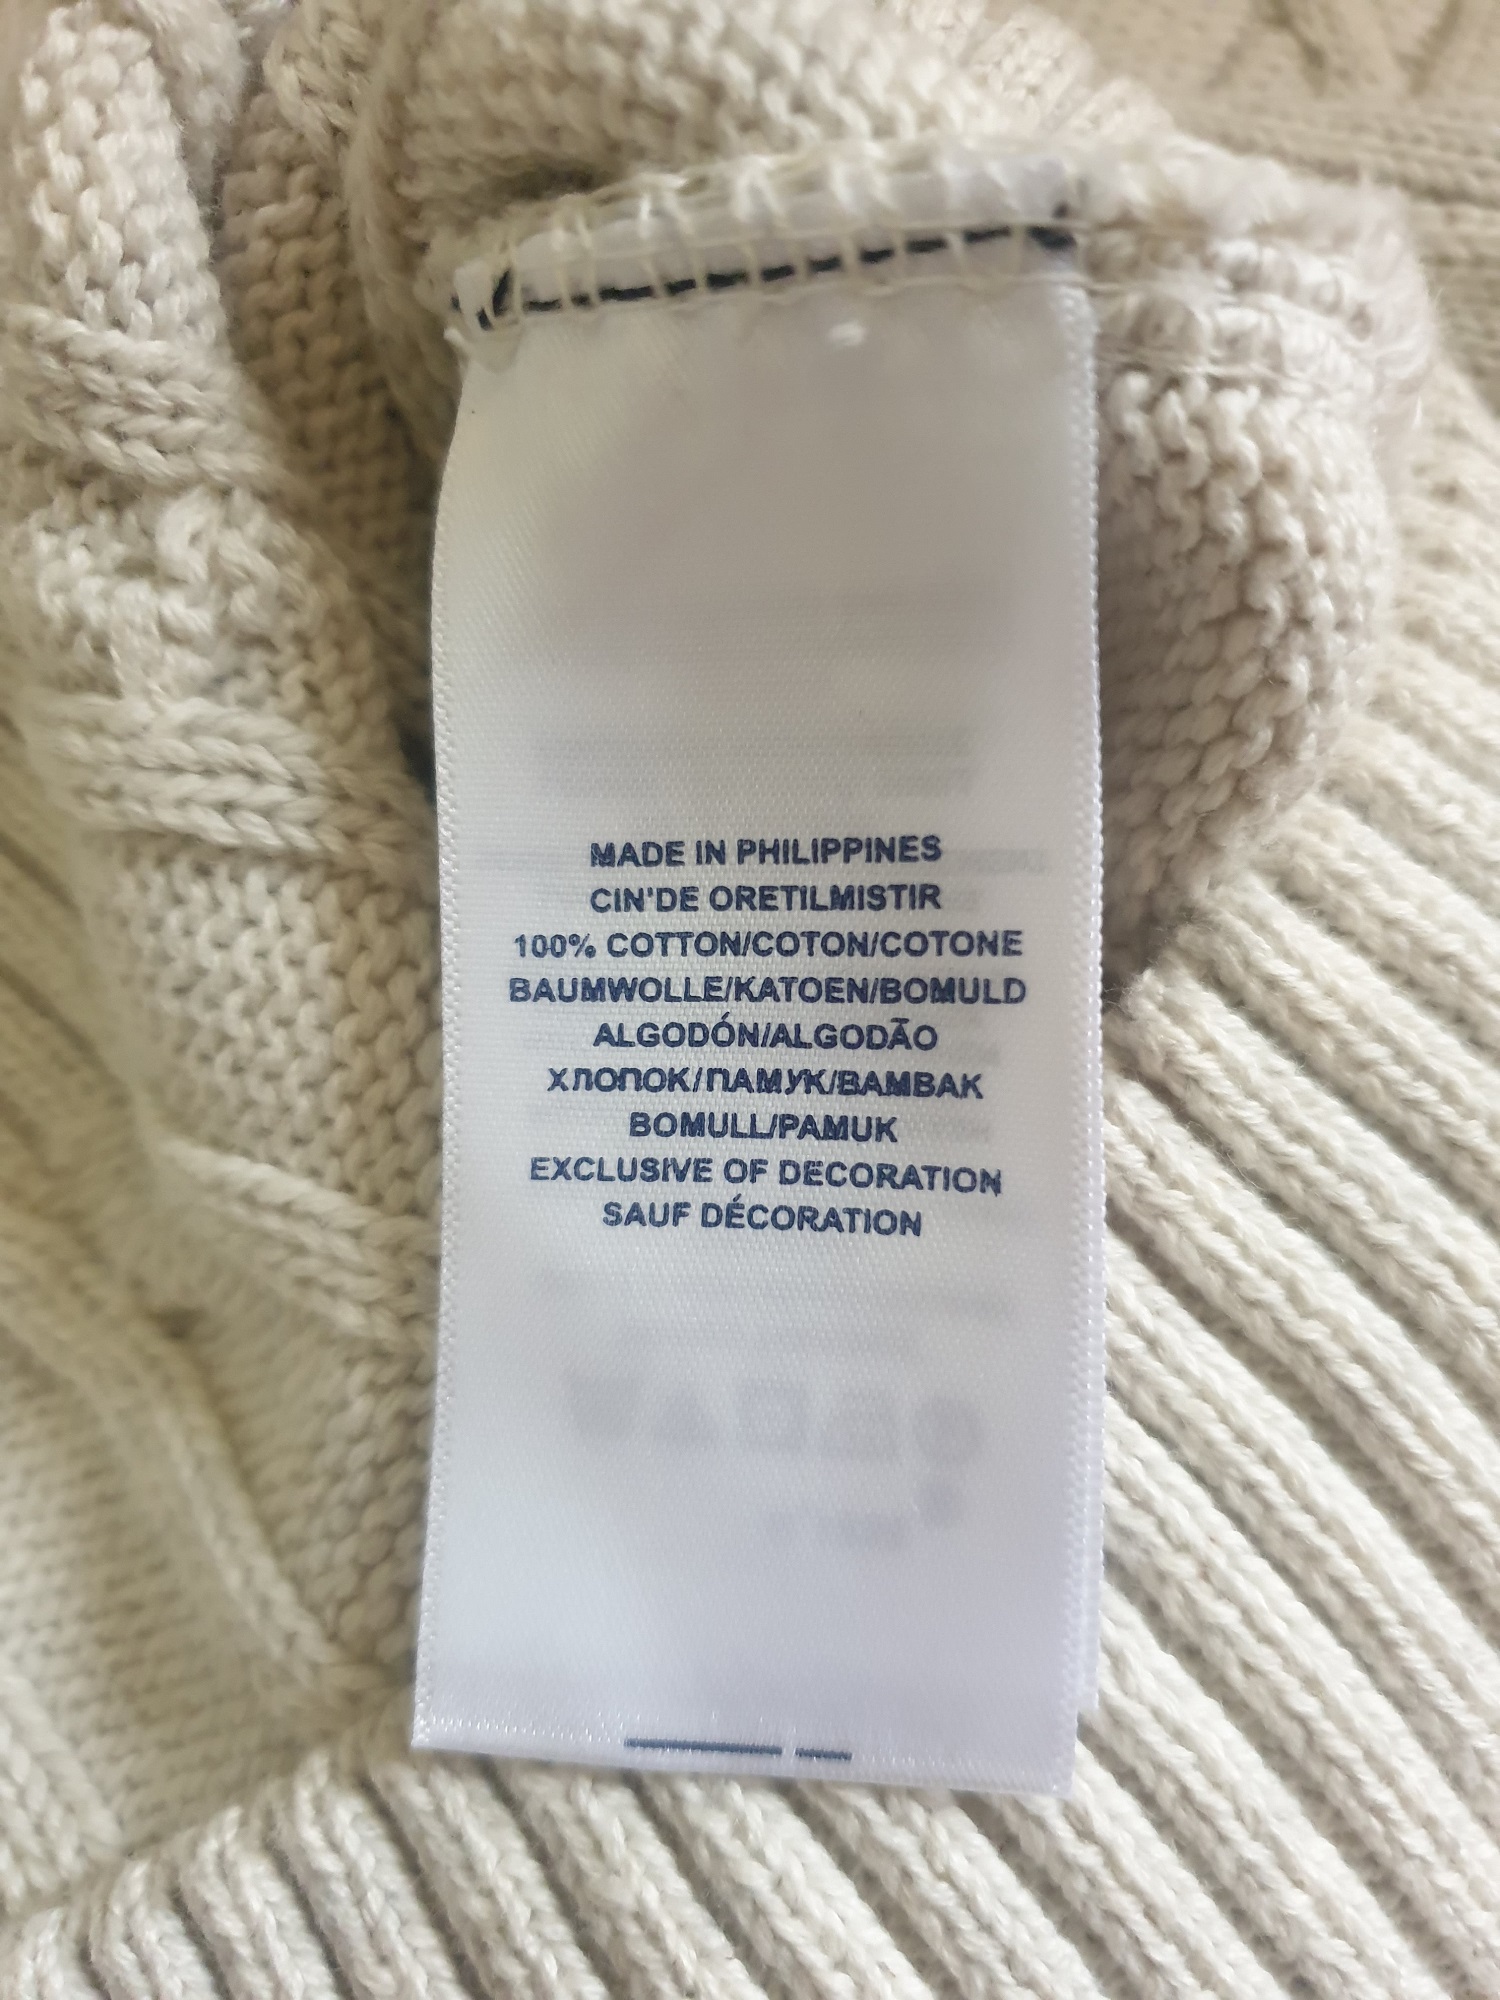 MADE IN PHILIPPINES
CIN'DE ORETILMISTIR
100% COTTON/COTON/COTONE
BAUMWOLLE/KATOEN/BOMULD
ALGODÓN/ALGODÃO
ХЛОПОК/ПАМУК/BAMBAK
BOMULL/PAMUK
EXCLUSIVE OF DECORATION
SAUF DÉCORATION